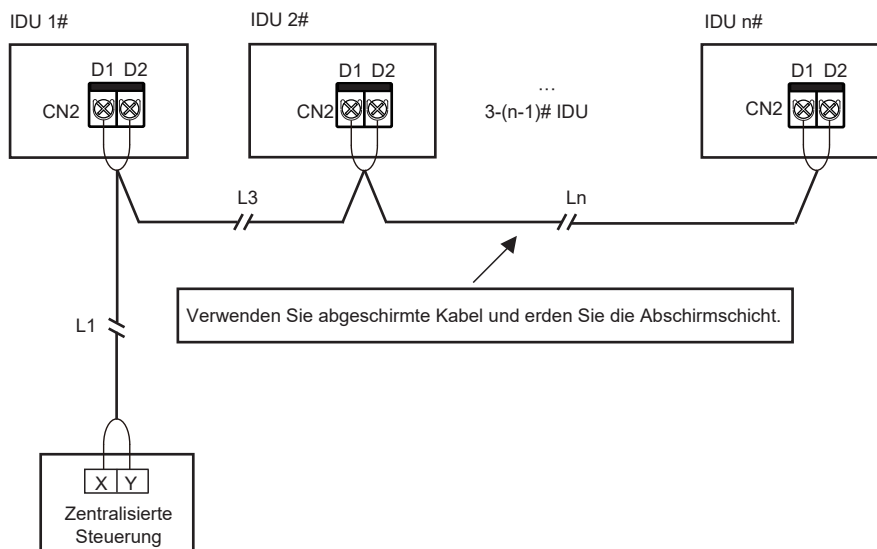 IDU 1#
IDU 2#
IDU n#
D1 D2
D1 D2
D1 D2
CN2
CN2
CN2
...
3-(n-1)# IDU
L3
Ln
Verwenden Sie abgeschirmte Kabel und erden Sie die Abschirmschicht.
L1
X Y
Zentralisierte
Steuerung